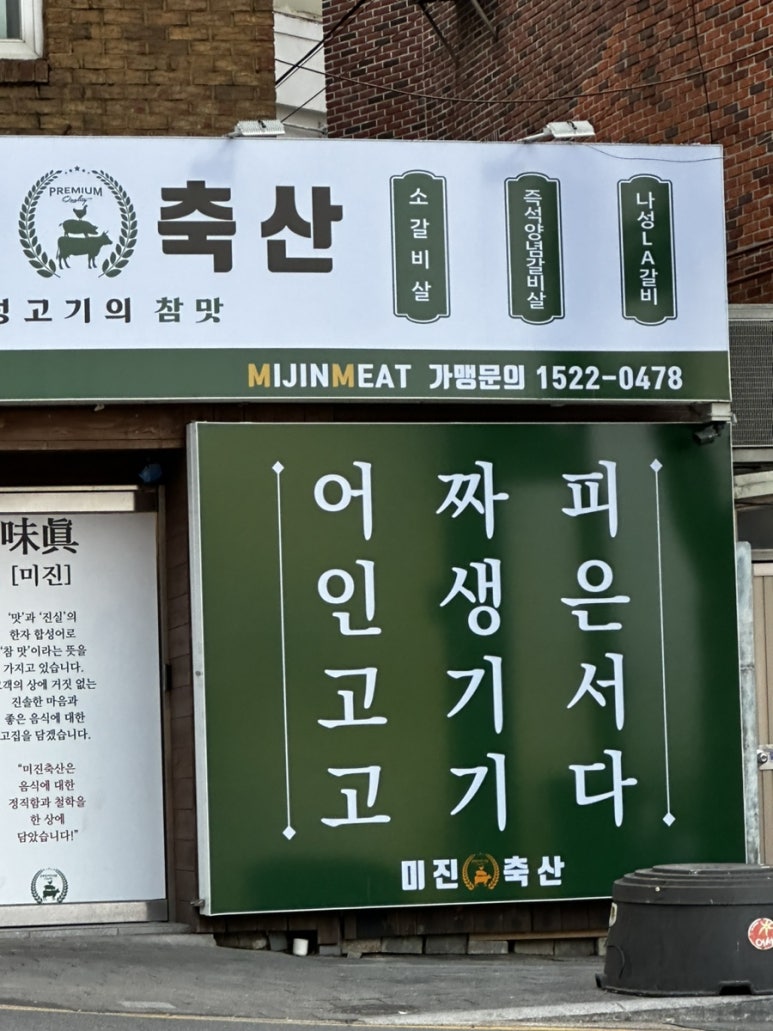 PREMIUM
Quality
축산
고기의 참맛
소갈비살
즉석양념갈비살
나성LA갈비
MIJINMEAT 가맹문의 1522-0478
어짜피
인생은
고기서
고기다
미진 축산
味眞
[미진]
‘맛’과 ‘진실’의
한자 합성어로
‘참 맛’이라는 뜻을
가지고 있습니다.
객의 상에 거짓 없는
진솔한 마음과
좋은 음식에 대한
고집을 담겠습니다.
“미진축산은
음식에 대한
정직함과 철학을
한 상에
담았습니다!”